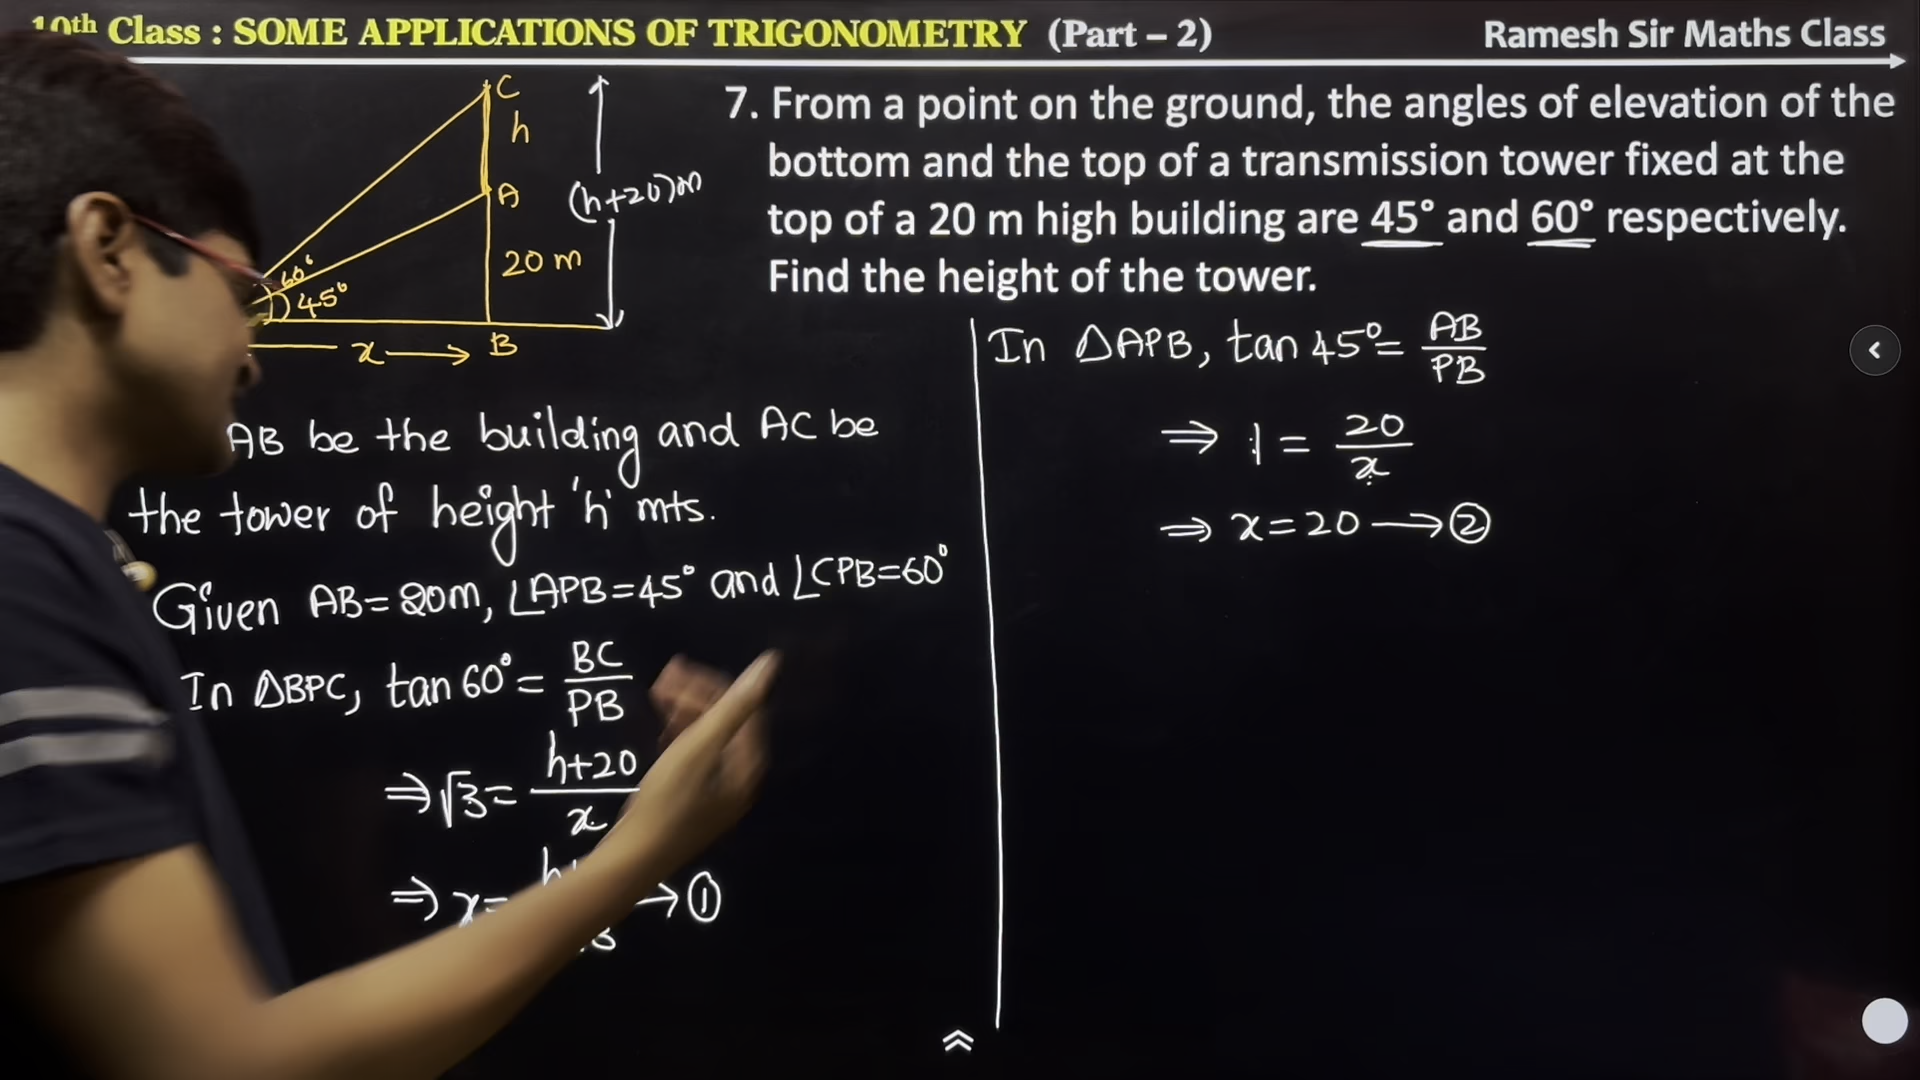 10th Class : SOME APPLICATIONS OF TRIGONOMETRY (Part – 2)
Ramesh Sir Maths Class
C
h
A
(h+20)m
20 m
60°
45°
x
B
7. From a point on the ground, the angles of elevation of the
bottom and the top of a transmission tower fixed at the
top of a 20 m high building are 45° and 60° respectively.
Find the height of the tower.
AB be the building and AC be
the tower of height 'h' mts.
Given AB = 20m, ∠APB = 45° and ∠CPB = 60°
In ΔBPC, tan 60° = BC/PB
⇒ √3 = h+20/x
⇒ x =
→ ①
In ΔAPB, tan 45° = AB/PB
⇒ 1 = 20/x
⇒ x = 20 → ②